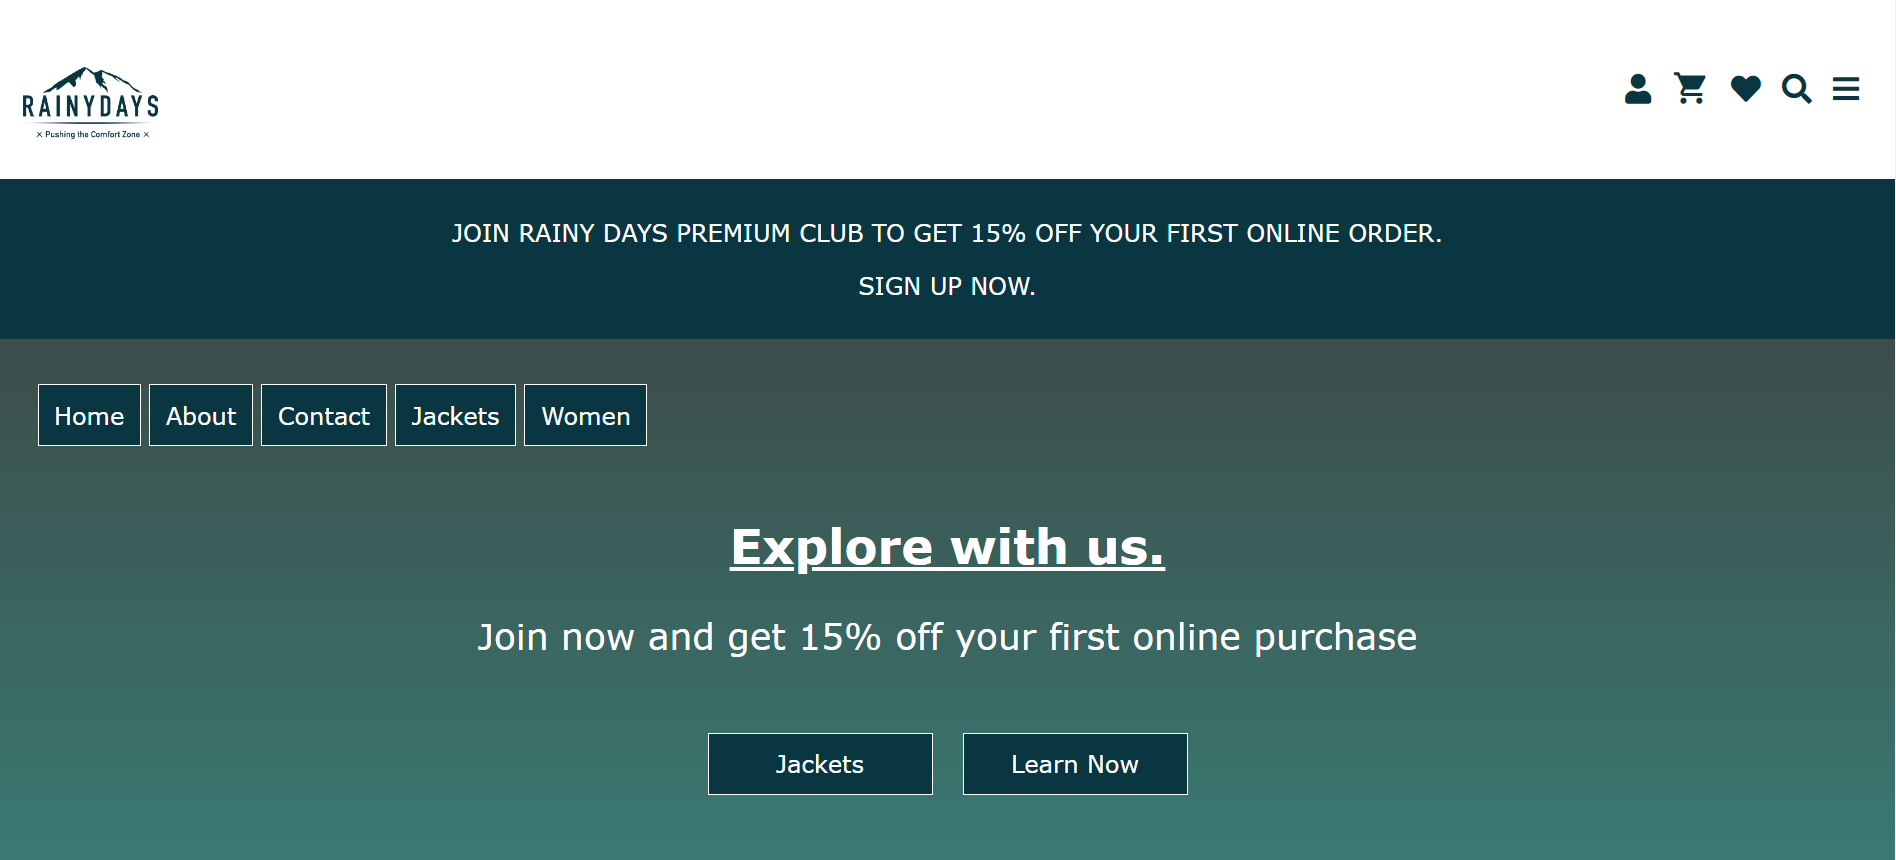 RAINYDAYS
× Pushing the Comfort Zone ×
JOIN RAINY DAYS PREMIUM CLUB TO GET 15% OFF YOUR FIRST ONLINE ORDER.
SIGN UP NOW.
Home About Contact Jackets Women
Explore with us.
Join now and get 15% off your first online purchase
Jackets Learn Now